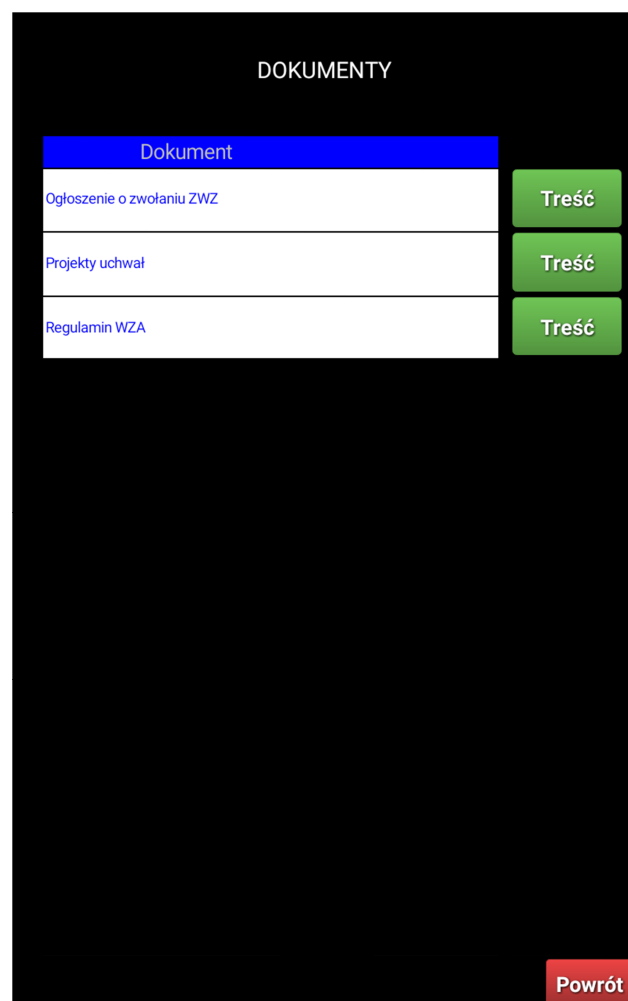 DOKUMENTY
Dokument
Ogłoszenie o zwołaniu ZWZ Treść
Projekty uchwał Treść
Regulamin WZA Treść
Powrót